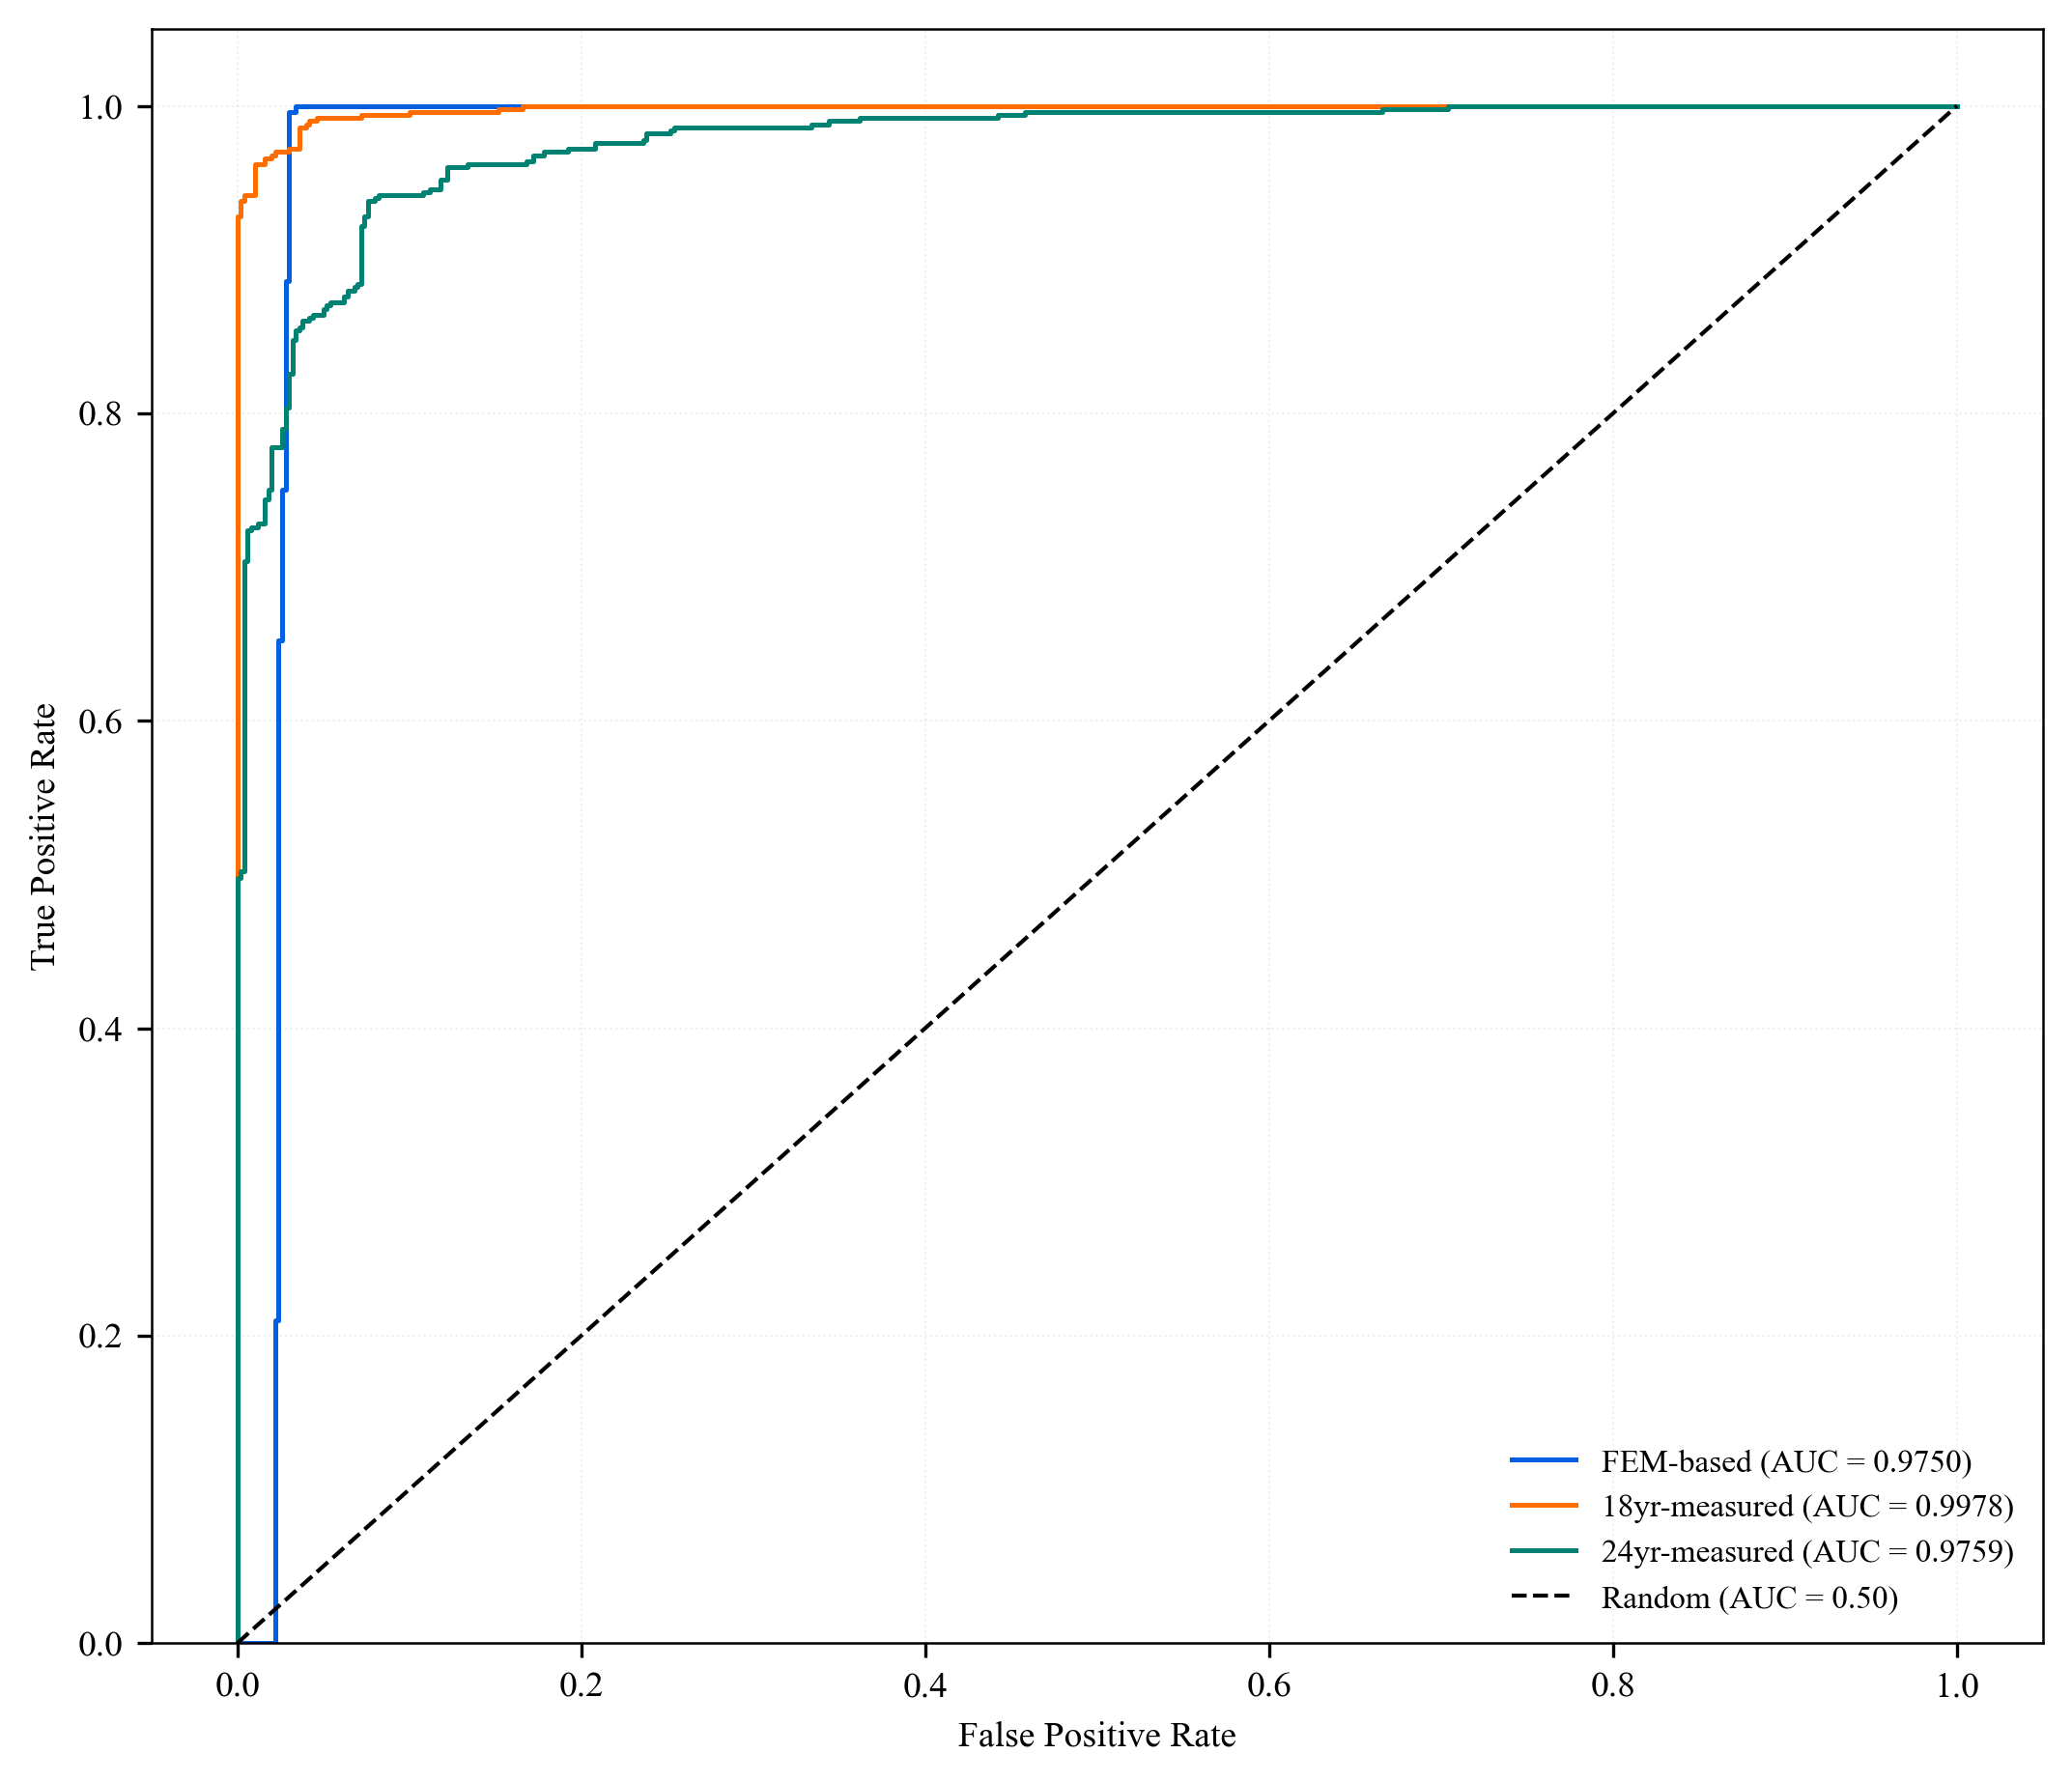 1.0
0.8
0.6
0.4
0.2
0.0
True Positive Rate
0.0 0.2 0.4 0.6 0.8 1.0
False Positive Rate
FEM-based (AUC = 0.9750)
18yr-measured (AUC = 0.9978)
24yr-measured (AUC = 0.9759)
Random (AUC = 0.50)